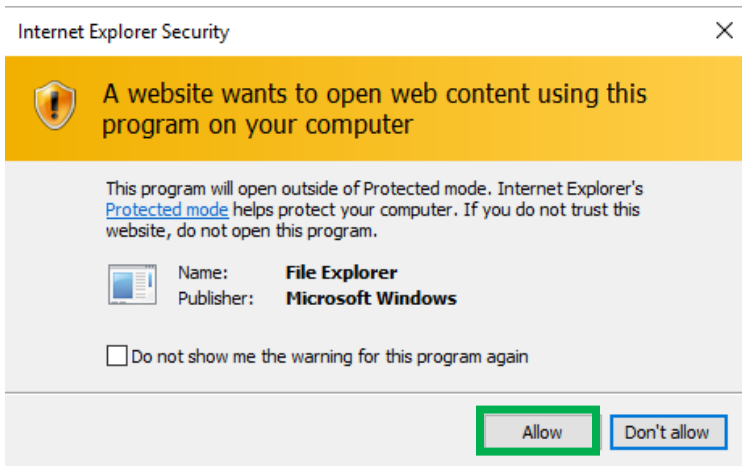 Internet Explorer Security
A website wants to open web content using this
program on your computer
This program will open outside of Protected mode. Internet Explorer's
Protected mode helps protect your computer. If you do not trust this
website, do not open this program.
Name: File Explorer
Publisher: Microsoft Windows
Do not show me the warning for this program again
Allow Don't allow